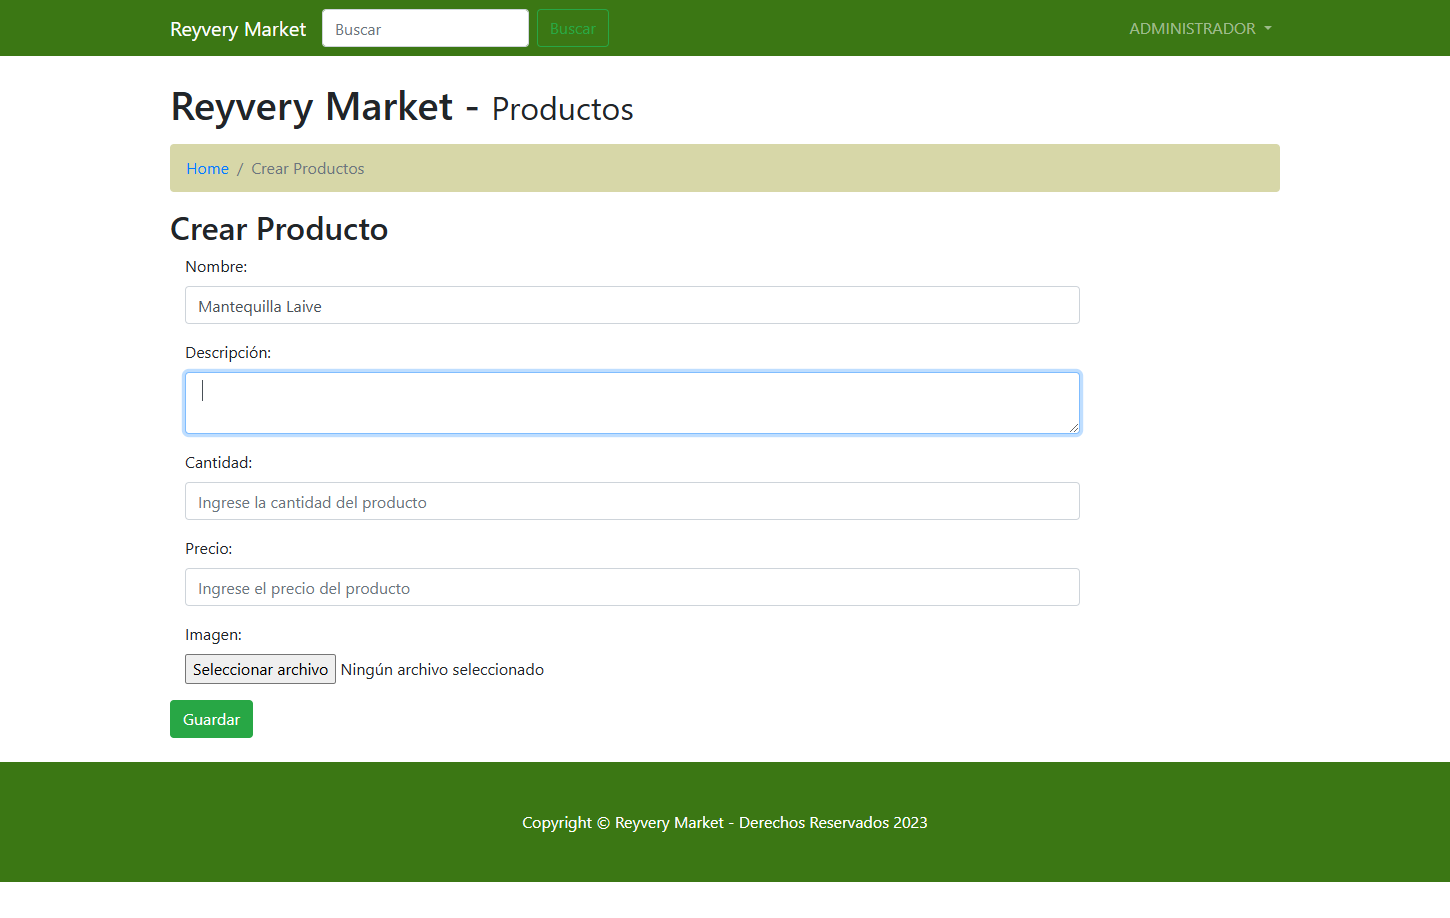 Reyvery Market Buscar Buscar ADMINISTRADOR
Reyvery Market - Productos
Home / Crear Productos
Crear Producto
Nombre:
Mantequilla Laive
Descripción:
Cantidad:
Ingrese la cantidad del producto
Precio:
Ingrese el precio del producto
Imagen:
Seleccionar archivo Ningún archivo seleccionado
Guardar
Copyright © Reyvery Market - Derechos Reservados 2023